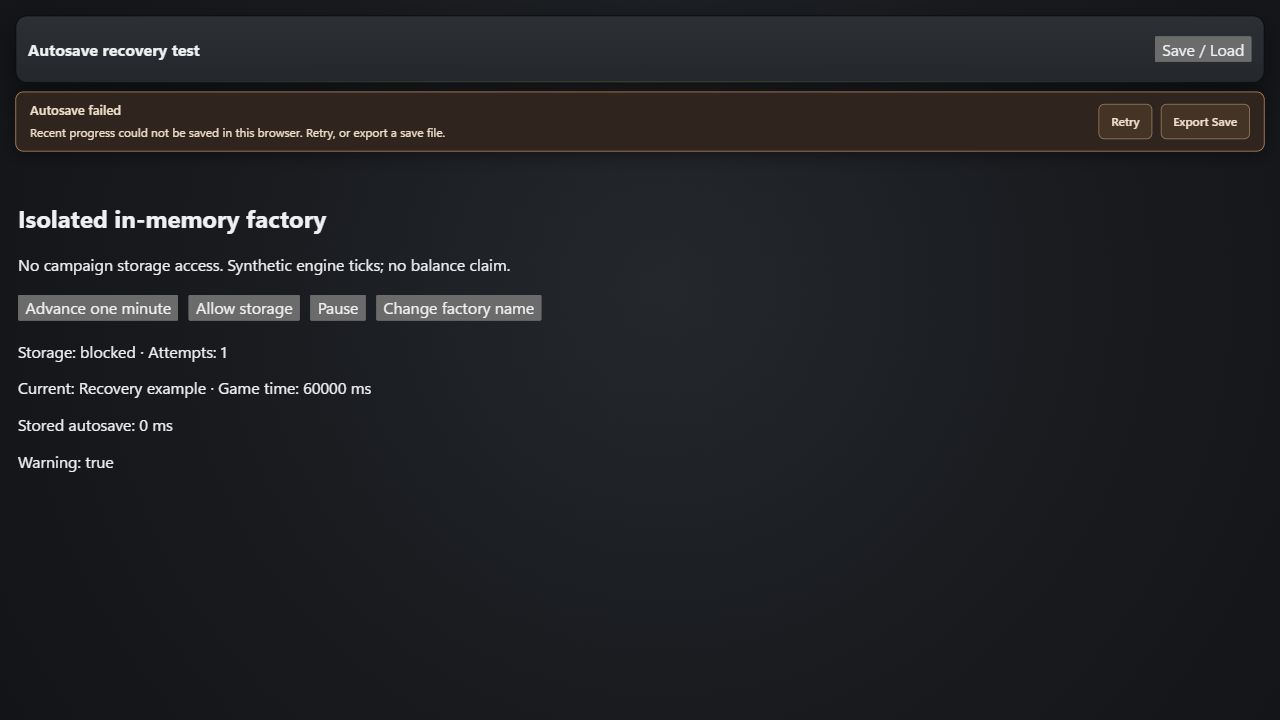 Autosave recovery test
Save / Load
Autosave failed
Recent progress could not be saved in this browser. Retry, or export a save file.
Retry
Export Save
Isolated in-memory factory
No campaign storage access. Synthetic engine ticks; no balance claim.
Advance one minute
Allow storage
Pause
Change factory name
Storage: blocked · Attempts: 1
Current: Recovery example · Game time: 60000 ms
Stored autosave: 0 ms
Warning: true